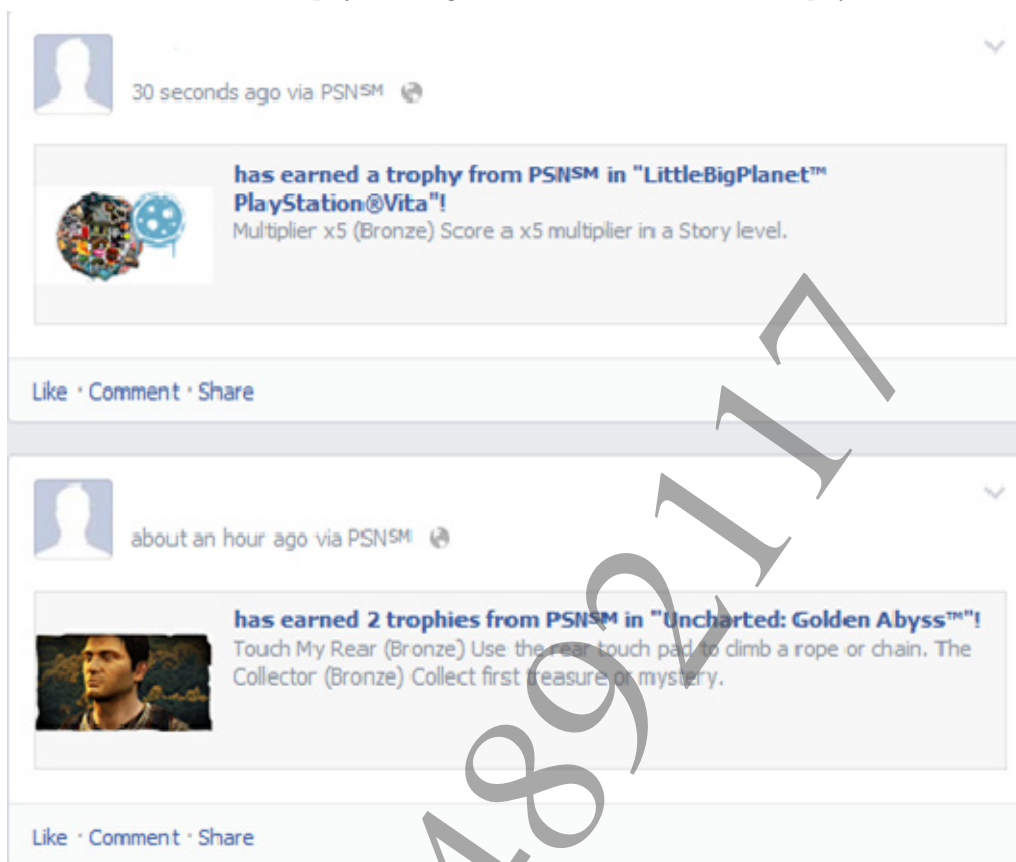 30 seconds ago via PSN℠
has earned a trophy from PSN℠ in "LittleBigPlanet™
PlayStation®Vita"!
Multiplier x5 (Bronze) Score a x5 multiplier in a Story level.
Like · Comment · Share
about an hour ago via PSN℠
has earned 2 trophies from PSN℠ in "Uncharted: Golden Abyss™"!
Touch My Rear (Bronze) Use the rear touch pad to climb a rope or chain. The
Collector (Bronze) Collect first treasure or mystery.
Like · Comment · Share
489217